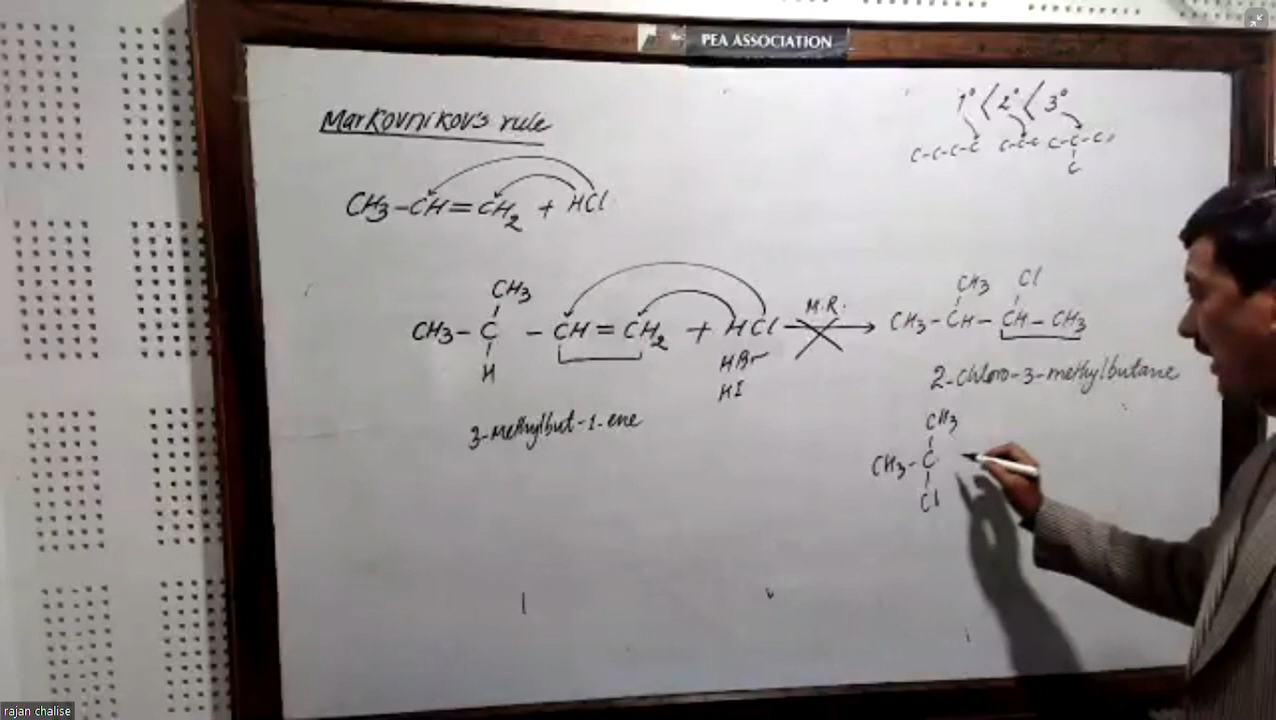 PEA ASSOCIATION
Markovnikov's rule
1° < 2° < 3°
C-C-C-C C-C-C C-C-C
C
CH3-CH=CH2 + HCl
CH3
CH3-C-CH=CH2 + HCl
H
HBr
HI
3-methylbut-1-ene
M.R.
CH3 Cl
CH3-CH-CH-CH3
2-chloro-3-methylbutane
CH3
CH3-C
Cl
rajan chalise